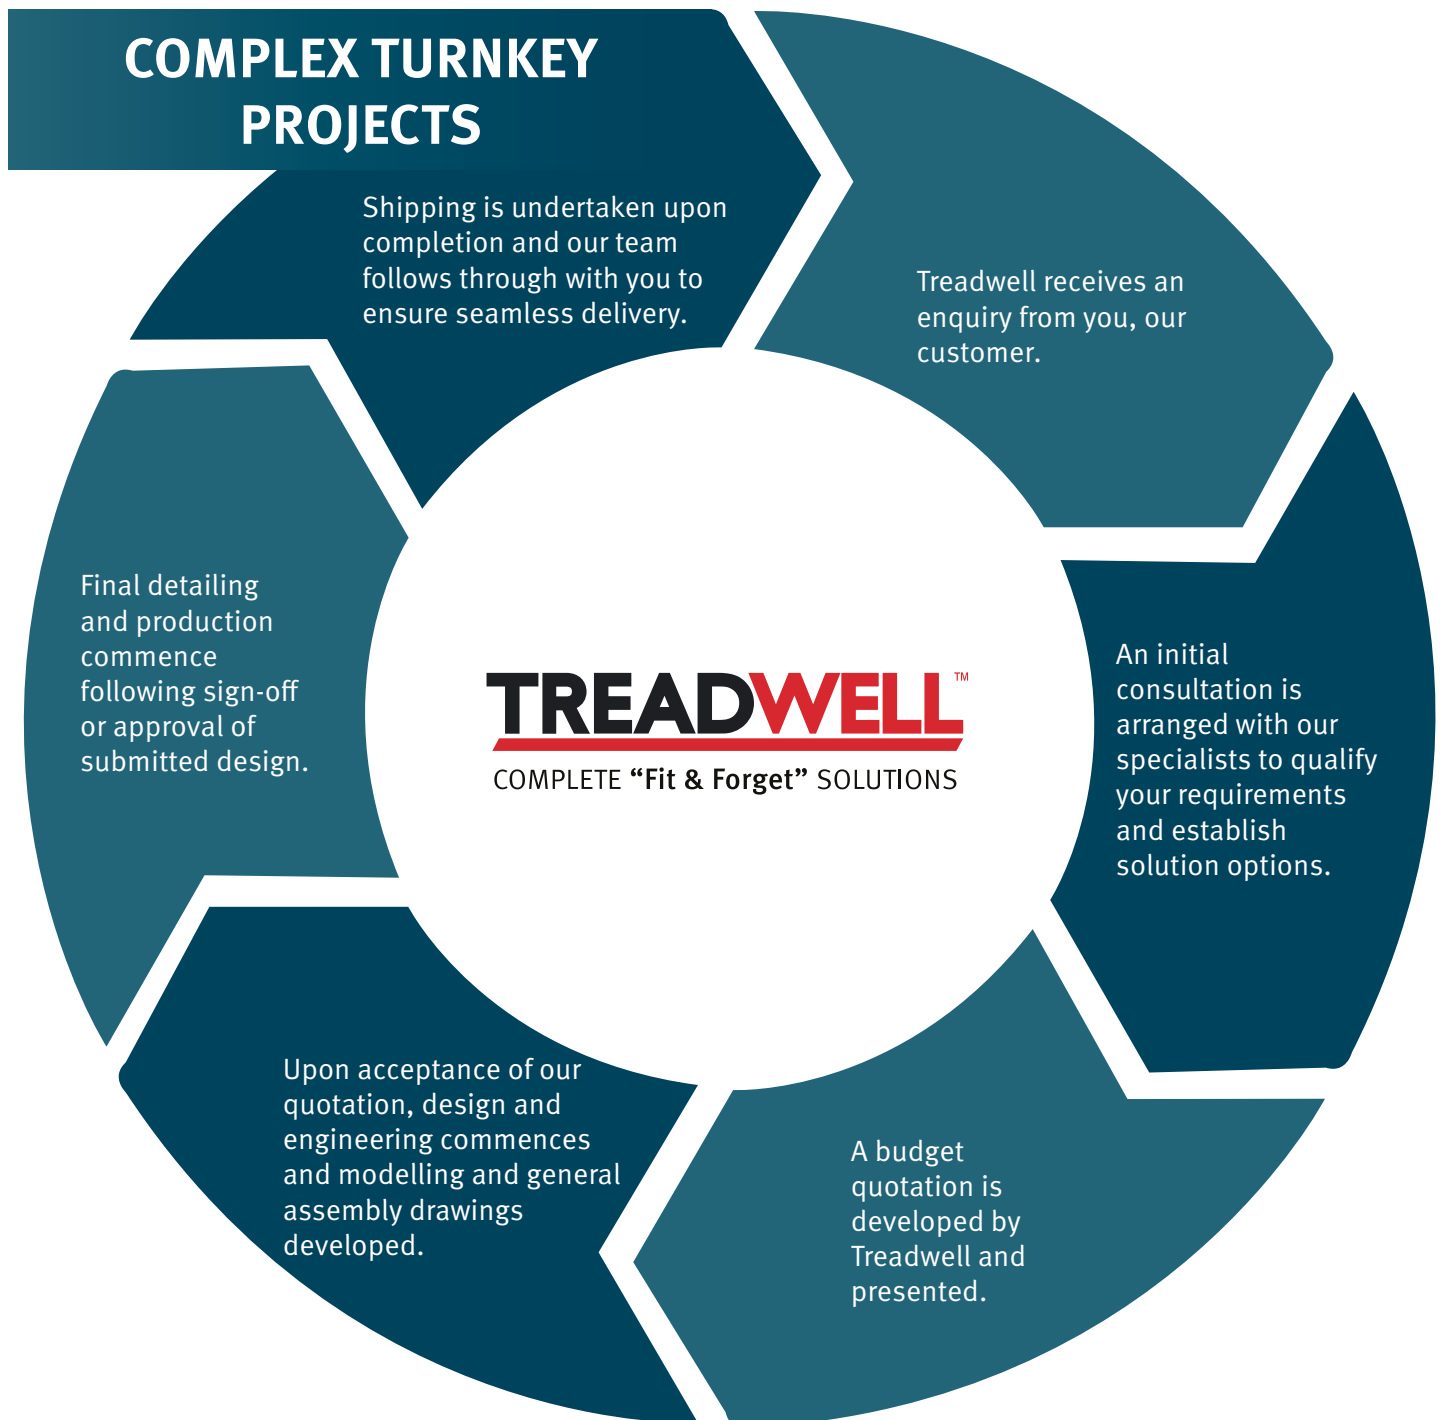 COMPLEX TURNKEY
PROJECTS
Shipping is undertaken upon
completion and our team
follows through with you to
ensure seamless delivery.
Treadwell receives an
enquiry from you, our
customer.
An initial
consultation is
arranged with our
specialists to qualify
your requirements
and establish
solution options.
A budget
quotation is
developed by
Treadwell and
presented.
Upon acceptance of our
quotation, design and
engineering commences
and modelling and general
assembly drawings
developed.
Final detailing
and production
commence
following sign-off
or approval of
submitted design.
TREADWELL™
COMPLETE “Fit & Forget” SOLUTIONS